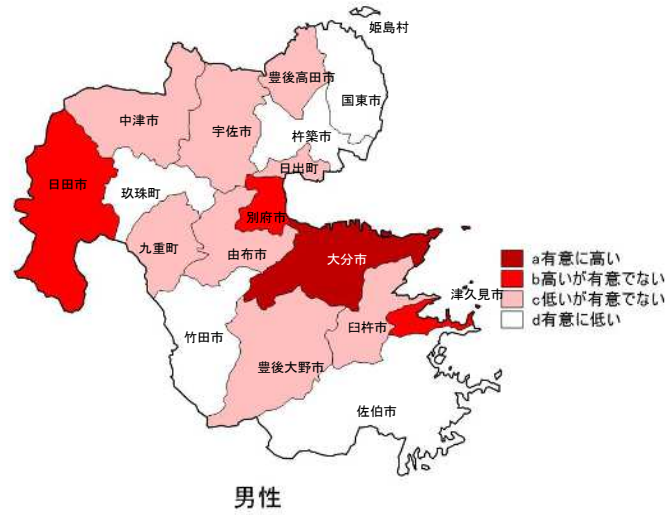 姫島村
豊後高田市
国東市
中津市
宇佐市
杵築市
日出町
日田市
玖珠町
別府市
九重町
由布市
大分市
a有意に高い
b高いが有意でない
c低いが有意でない
d有意に低い
津久見市
臼杵市
竹田市
豊後大野市
佐伯市
男性